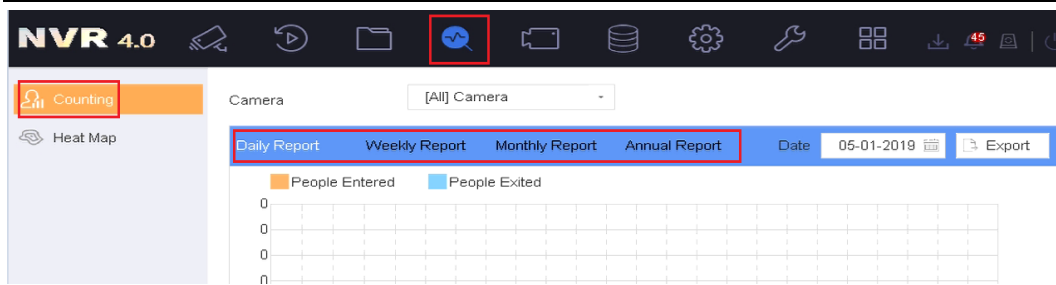 NVR 4.0
45
Counting
Heat Map
Camera [All] Camera
Daily Report Weekly Report Monthly Report Annual Report Date 05-01-2019 Export
People Entered People Exited
0
0
0
0